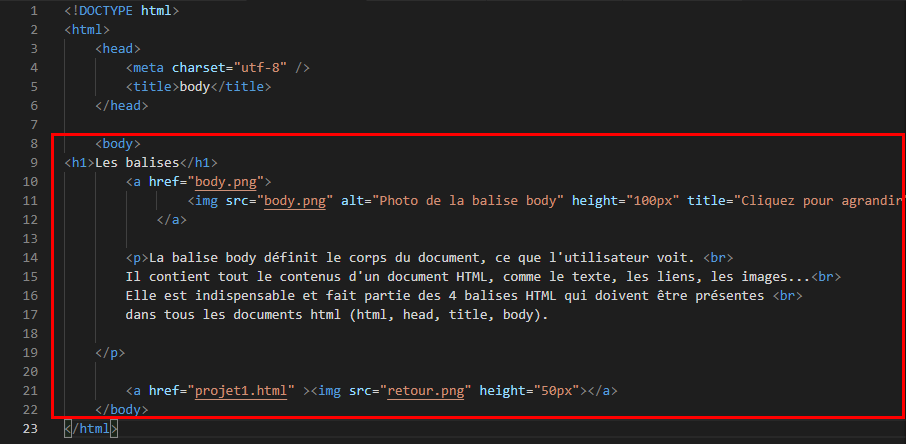 1 <!DOCTYPE html>
2 <html>
3 <head>
4 <meta charset="utf-8" />
5 <title>body</title>
6 </head>
7
8 <body>
9 <h1>Les balises</h1>
10 <a href="body.png">
11 <img src="body.png" alt="Photo de la balise body" height="100px" title="Cliquez pour agrandir"
12 </a>
13
14 <p>La balise body définit le corps du document, ce que l'utilisateur voit. <br>
15 Il contient tout le contenus d'un document HTML, comme le texte, les liens, les images...<br>
16 Elle est indispensable et fait partie des 4 balises HTML qui doivent être présentes <br>
17 dans tous les documents html (html, head, title, body).
18
19 </p>
20
21 <a href="projet1.html" ><img src="retour.png" height="50px"></a>
22 </body>
23 </html>